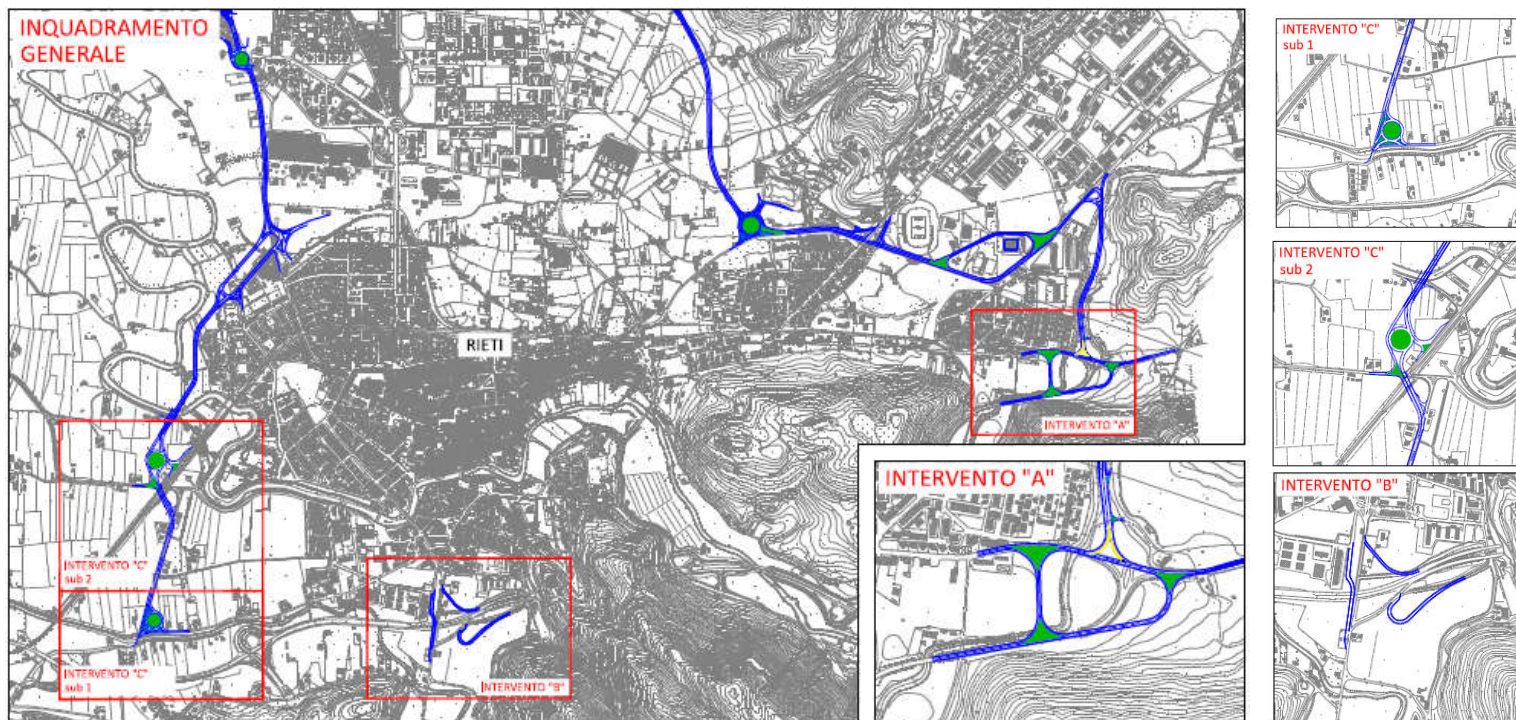 INQUADRAMENTO
GENERALE
RIETI
INTERVENTO "A"
INTERVENTO "C"
sub 2
INTERVENTO "C"
sub 1
INTERVENTO "B"
INTERVENTO "A"
INTERVENTO "C"
sub 1
INTERVENTO "C"
sub 2
INTERVENTO "B"